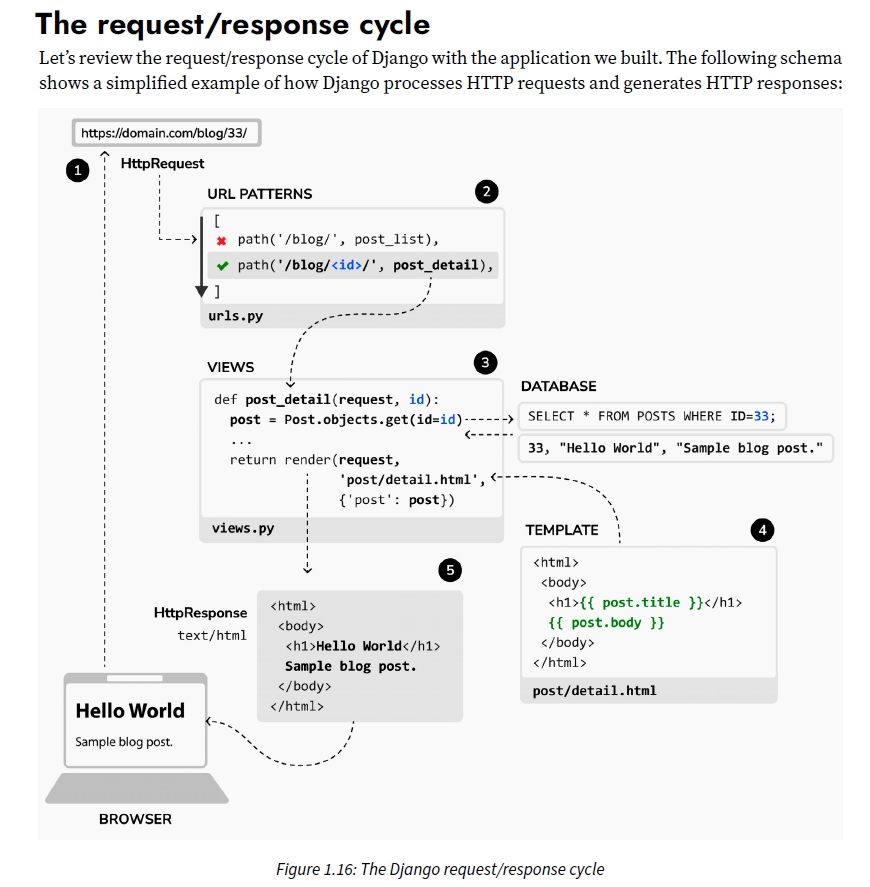 The request/response cycle
Let’s review the request/response cycle of Django with the application we built. The following schema
shows a simplified example of how Django processes HTTP requests and generates HTTP responses:
https://domain.com/blog/33/
1
HttpRequest
URL PATTERNS
2
[
path('/blog/', post_list),
path('/blog/<id>/', post_detail),
]
urls.py
VIEWS
3
def post_detail(request, id):
post = Post.objects.get(id=id)
...
return render(request,
'post/detail.html',
{'post': post})
views.py
DATABASE
SELECT * FROM POSTS WHERE ID=33;
33, "Hello World", "Sample blog post."
TEMPLATE
4
<html>
<body>
<h1>{{ post.title }}</h1>
{{ post.body }}
</body>
</html>
post/detail.html
5
HttpResponse
text/html
<html>
<body>
<h1>Hello World</h1>
Sample blog post.
</body>
</html>
Hello World
Sample blog post.
BROWSER
Figure 1.16: The Django request/response cycle